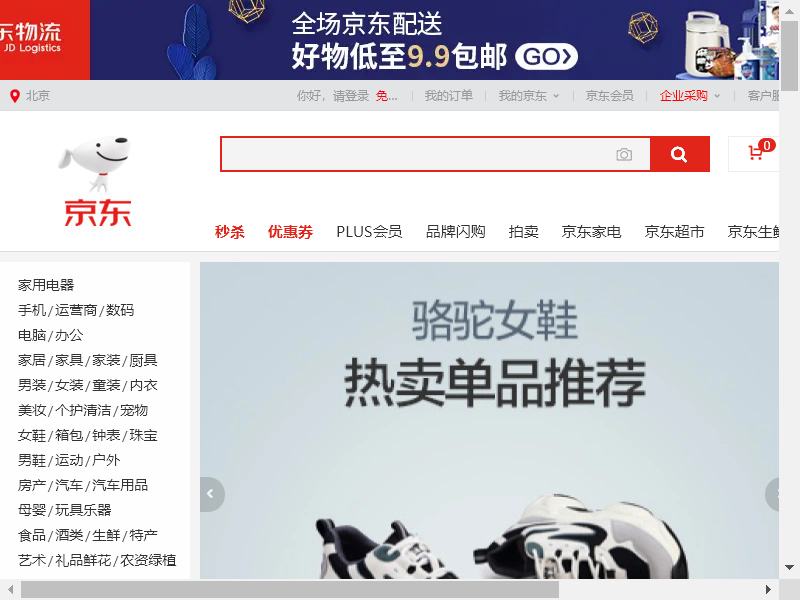 东物流
JD Logistics
全场京东配送
好物低至9.9包邮 GO
北京
你好，请登录 免... 我的订单 我的京东 京东会员 企业采购 客户服
0
京东
秒杀 优惠券 PLUS会员 品牌闪购 拍卖 京东家电 京东超市 京东生鲜
家用电器
手机/运营商/数码
电脑/办公
家居/家具/家装/厨具
男装/女装/童装/内衣
美妆/个护清洁/宠物
女鞋/箱包/钟表/珠宝
男鞋/运动/户外
房产/汽车/汽车用品
母婴/玩具乐器
食品/酒类/生鲜/特产
艺术/礼品鲜花/农资绿植
骆驼女鞋
热卖单品推荐